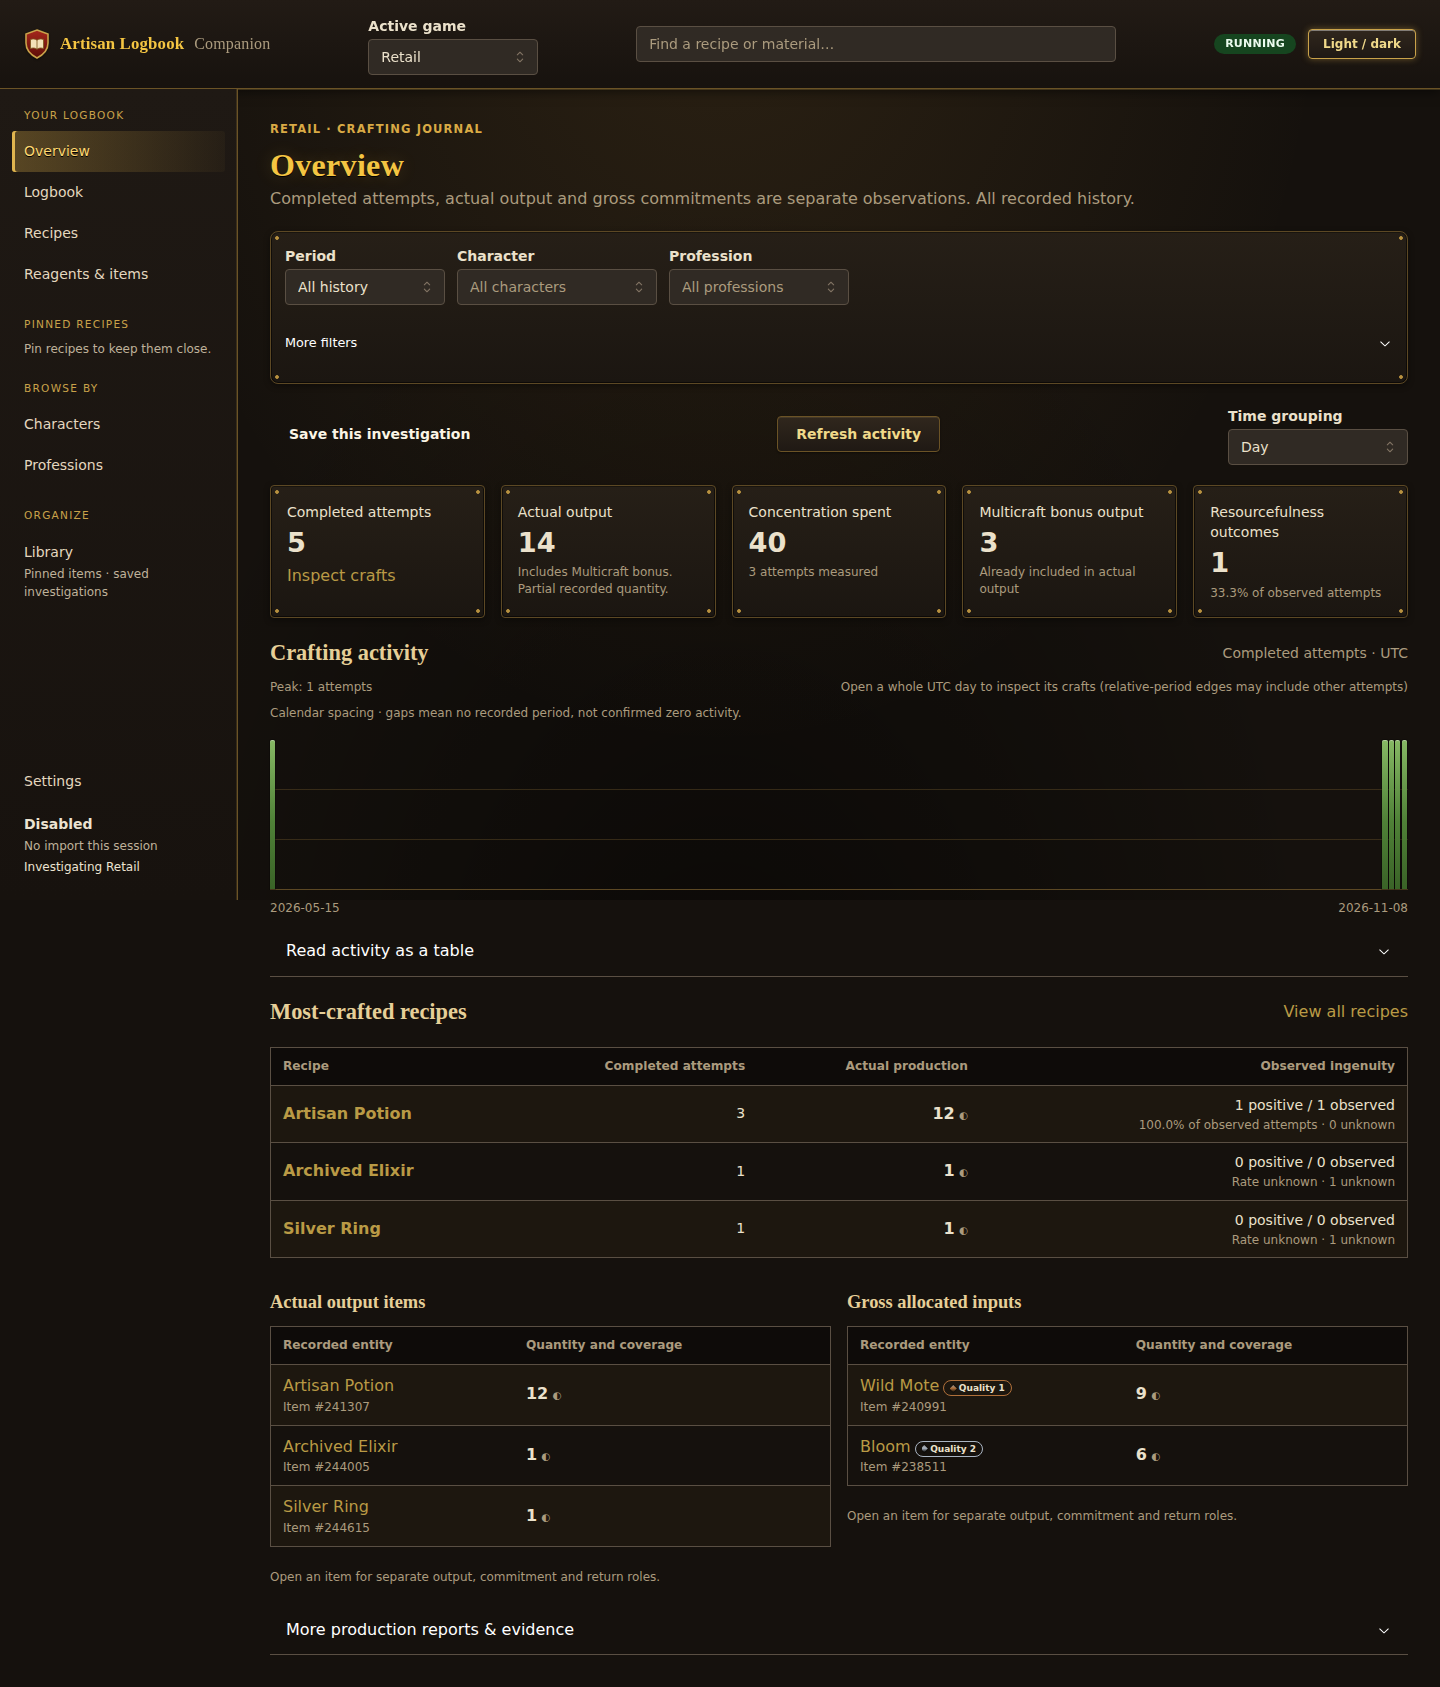 Artisan Logbook Companion
Active game
Retail
Find a recipe or material...
RUNNING
Light / dark
YOUR LOGBOOK
Overview
Logbook
Recipes
Reagents & items
PINNED RECIPES
Pin recipes to keep them close.
BROWSE BY
Characters
Professions
ORGANIZE
Library
Pinned items · saved
investigations
Settings
Disabled
No import this session
Investigating Retail
RETAIL · CRAFTING JOURNAL
Overview
Completed attempts, actual output and gross commitments are separate observations. All recorded history.
Period
All history
Character
All characters
Profession
All professions
More filters
Save this investigation
Refresh activity
Time grouping
Day
Completed attempts
5
Inspect crafts
Actual output
14
Includes Multicraft bonus.
Partial recorded quantity.
Concentration spent
40
3 attempts measured
Multicraft bonus output
3
Already included in actual
output
Resourcefulness
outcomes
1
33.3% of observed attempts
Crafting activity
Completed attempts · UTC
Peak: 1 attempts
Open a whole UTC day to inspect its crafts (relative-period edges may include other attempts)
Calendar spacing · gaps mean no recorded period, not confirmed zero activity.
2026-05-15
2026-11-08
Read activity as a table
Most-crafted recipes
View all recipes
Recipe Completed attempts Actual production Observed ingenuity
Artisan Potion 3 12 ◐ 1 positive / 1 observed
100.0% of observed attempts · 0 unknown
Archived Elixir 1 1 ◐ 0 positive / 0 observed
Rate unknown · 1 unknown
Silver Ring 1 1 ◐ 0 positive / 0 observed
Rate unknown · 1 unknown
Actual output items
Recorded entity Quantity and coverage
Artisan Potion 12 ◐
Item #241307
Archived Elixir 1 ◐
Item #244005
Silver Ring 1 ◐
Item #244615
Open an item for separate output, commitment and return roles.
Gross allocated inputs
Recorded entity Quantity and coverage
Wild Mote Quality 1 9 ◐
Item #240991
Bloom Quality 2 6 ◐
Item #238511
Open an item for separate output, commitment and return roles.
More production reports & evidence